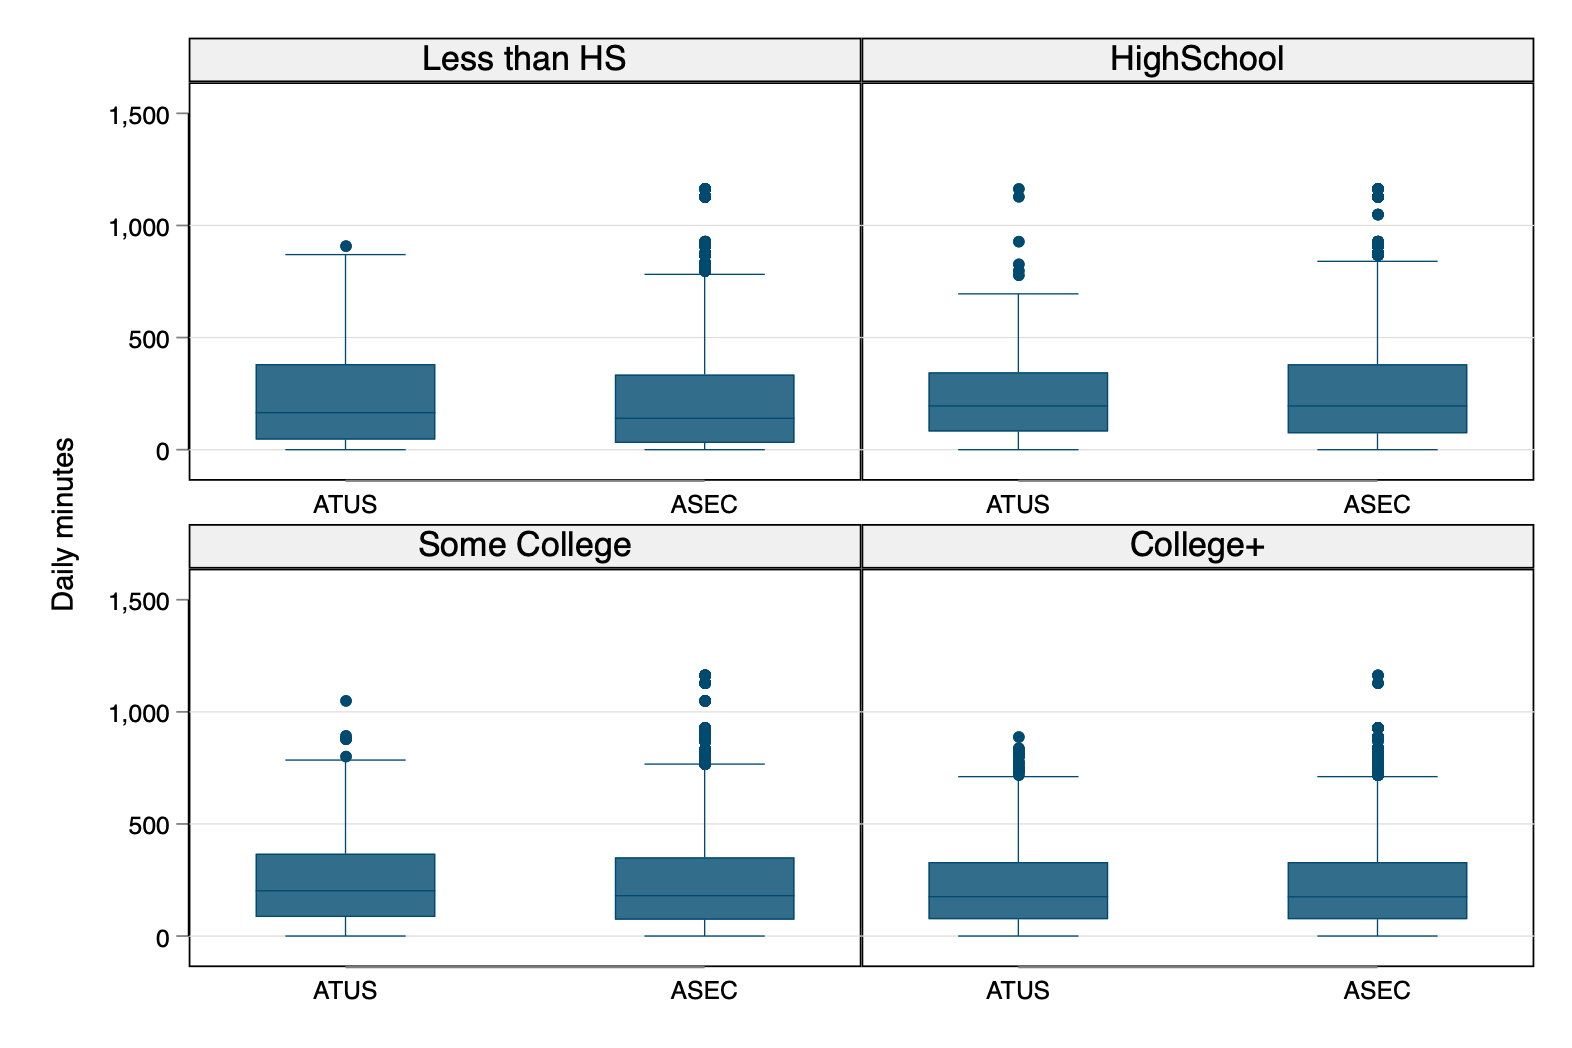 Less than HS
HighSchool
1,500
1,000
500
0
ATUS
ASEC
ATUS
ASEC
Daily minutes
Some College
College+
1,500
1,000
500
0
ATUS
ASEC
ATUS
ASEC